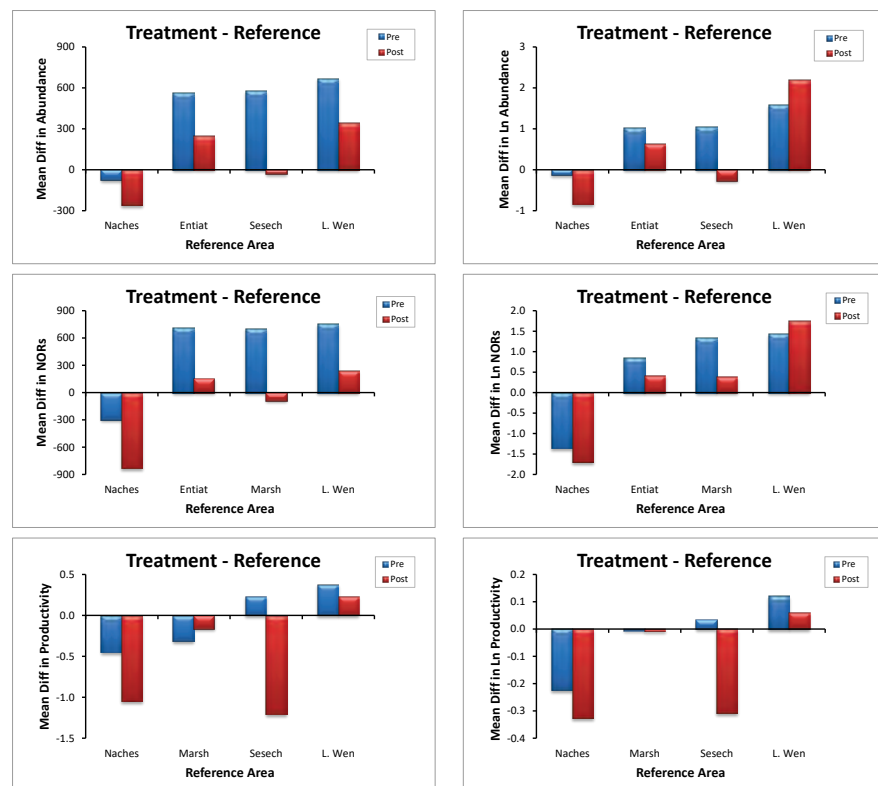 Treatment - Reference
Pre
Post
Mean Diff in Abundance
900
600
300
0
-300
Naches Entiat Sesech L. Wen
Reference Area
Treatment - Reference
Pre
Post
Mean Diff in Ln Abundance
3
2
1
0
-1
Naches Entiat Sesech L. Wen
Reference Area
Treatment - Reference
Pre
Post
Mean Diff in NORs
900
600
300
0
-300
-600
-900
Naches Entiat Marsh L. Wen
Reference Area
Treatment - Reference
Pre
Post
Mean Diff in Ln NORs
2.0
1.5
1.0
0.5
0.0
-0.5
-1.0
-1.5
-2.0
Naches Entiat Marsh L. Wen
Reference Area
Treatment - Reference
Pre
Post
Mean Diff in Productivity
0.5
0.0
-0.5
-1.0
-1.5
Naches Marsh Sesech L. Wen
Reference Area
Treatment - Reference
Pre
Post
Mean Diff in Ln Productivity
0.2
0.1
0.0
-0.1
-0.2
-0.3
-0.4
Naches Marsh Sesech L. Wen
Reference Area